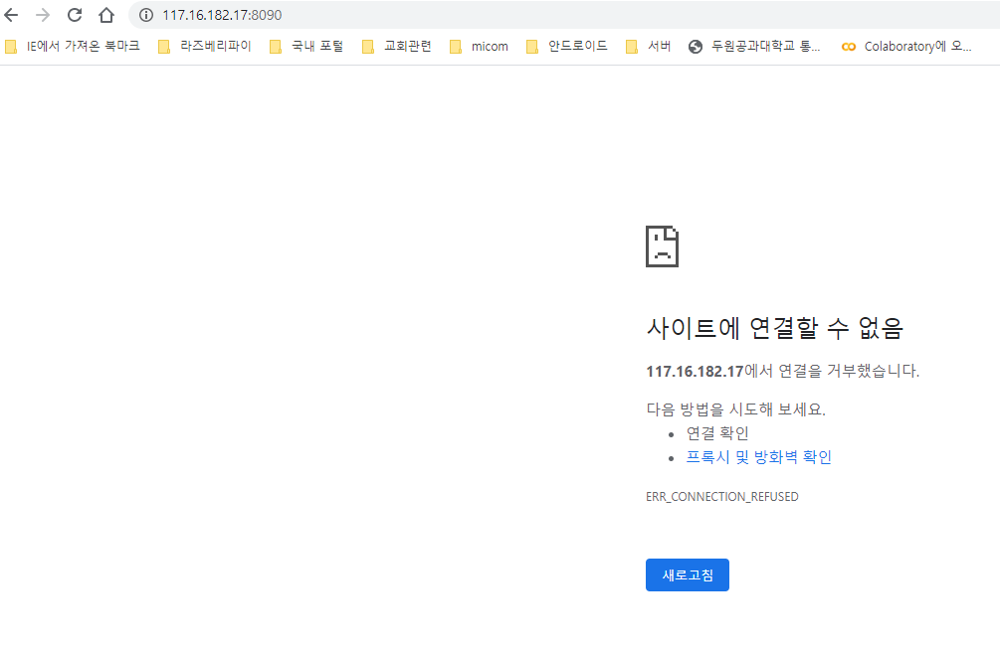 117.16.182.17:8090
IE에서 가져온 북마크 라즈베리파이 국내 포털 교회관련 micom 안드로이드 서버 두원공과대학교 통... Colaboratory에 오...
사이트에 연결할 수 없음
117.16.182.17에서 연결을 거부했습니다.
다음 방법을 시도해 보세요.
• 연결 확인
• 프록시 및 방화벽 확인
ERR_CONNECTION_REFUSED
새로고침